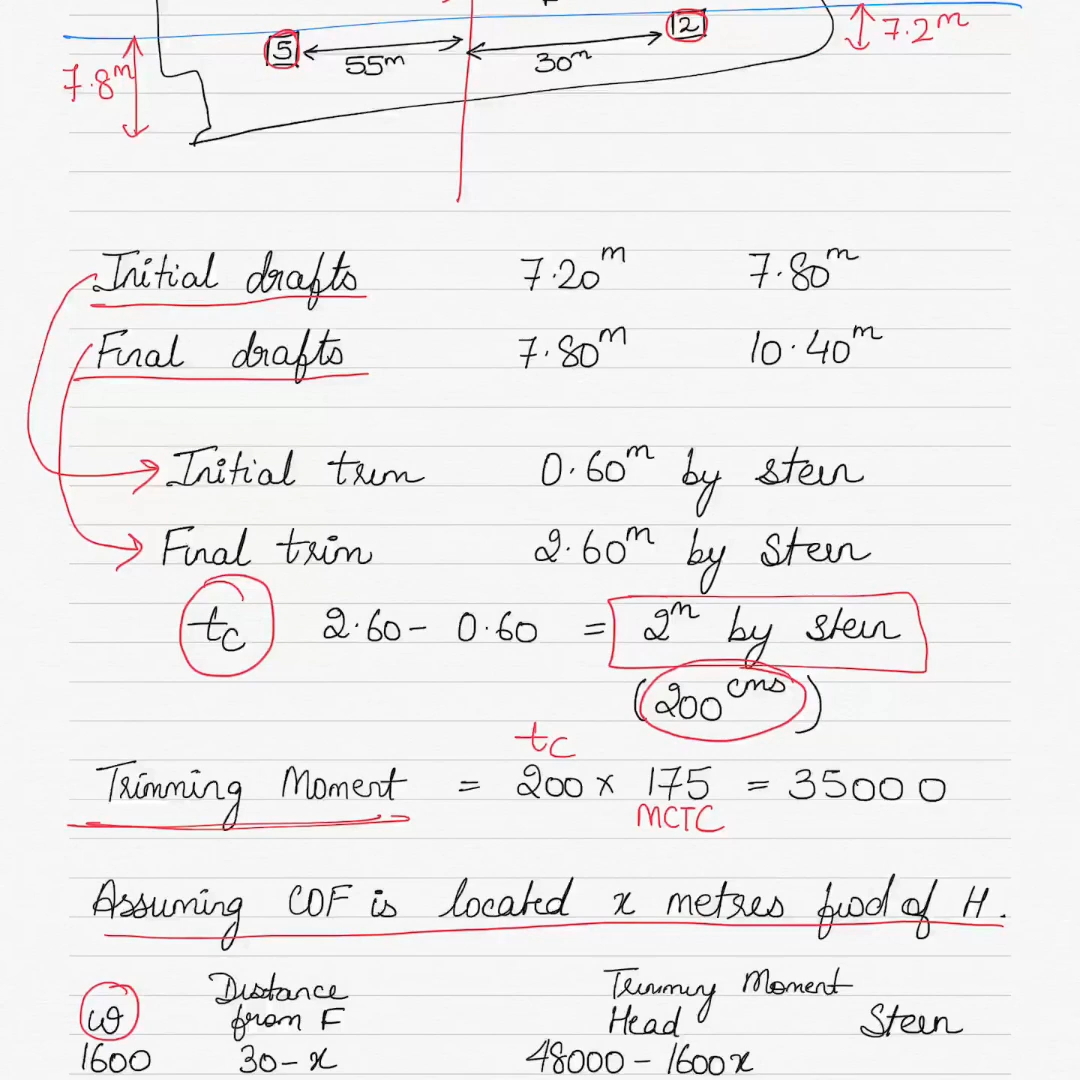 5 2 7.2m
7.8m 55m 30m
Initial drafts 7.20m 7.80m
Final drafts 7.80m 10.40m
Initial trim 0.60m by stern
Final trim 2.60m by Stern
tc 2.60 - 0.60 = 2m by stern
(200 cms)
tc
Trimming Moment = 200 x 175 = 35000
MCTC
Assuming COF is located x metres fwd of H.
Distance Trimming Moment
w from F Head Stern
1600 30-x 48000-1600x